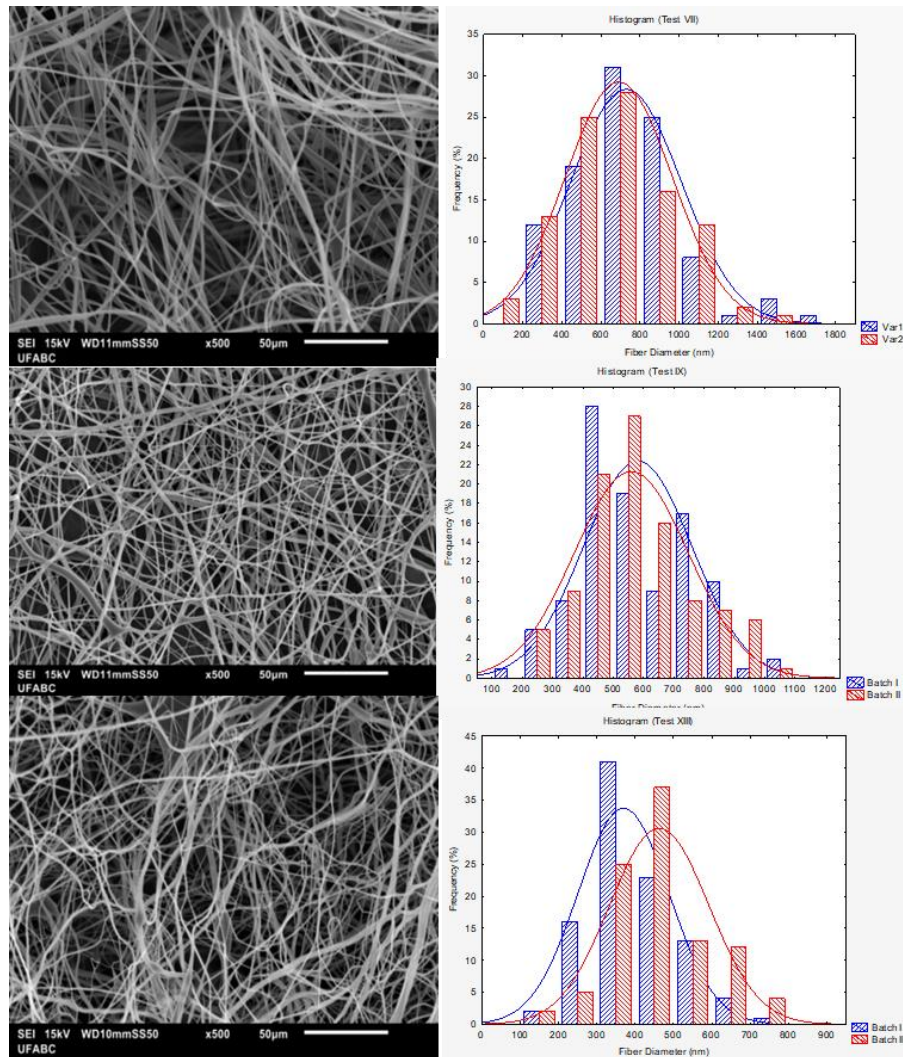 SEI 15kV WD11mmSS50 x500 50µm
UFABC
Histogram (Test VII)
Frequency (%)
35
30
25
20
15
10
5
0
0 200 400 600 800 1000 1200 1400 1600 1800
Fiber Diameter (nm)
Var1
Var2
SEI 15kV WD11mmSS50 x500 50µm
UFABC
Histogram (Test IX)
Frequency (%)
30
28
26
24
22
20
18
16
14
12
10
8
6
4
2
0
100 200 300 400 500 600 700 800 900 1000 1100 1200
Fiber Diameter (nm)
Batch I
Batch II
SEI 15kV WD10mmSS50 x500 50µm
UFABC
Histogram (Test XIII)
Frequency (%)
45
40
35
30
25
20
15
10
5
0
0 100 200 300 400 500 600 700 800 900
Fiber Diameter (nm)
Batch I
Batch II